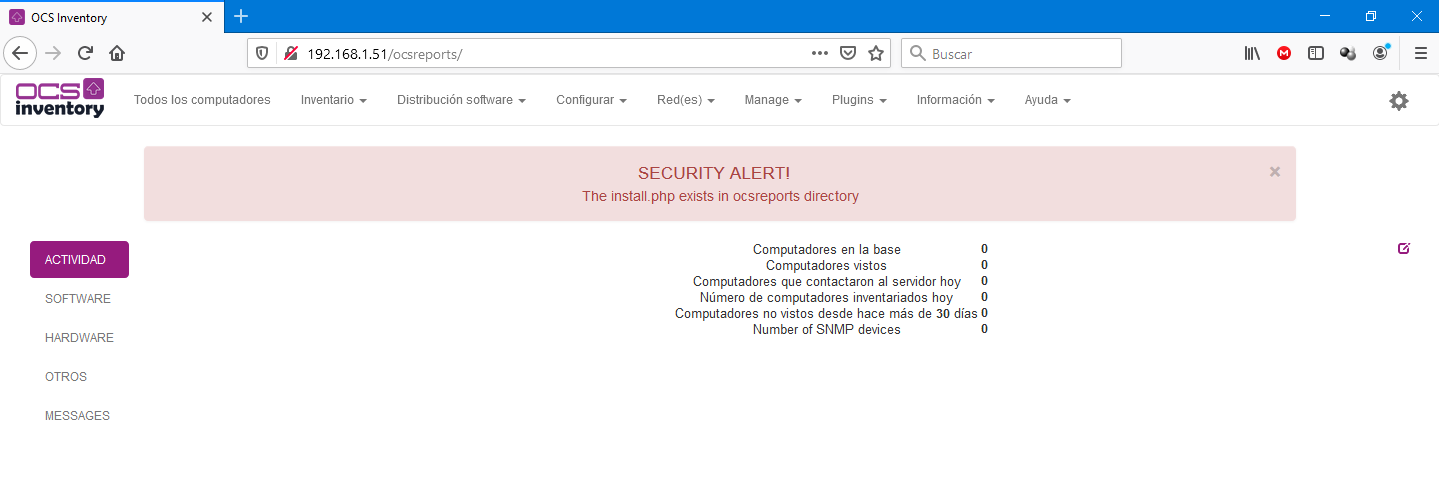 OCS Inventory
192.168.1.51/ocsreports/
Buscar
OCS inventory
Todos los computadores
Inventario
Distribución software
Configurar
Red(es)
Manage
Plugins
Información
Ayuda
SECURITY ALERT!
The install.php exists in ocsreports directory
ACTIVIDAD
SOFTWARE
HARDWARE
OTROS
MESSAGES
Computadores en la base 0
Computadores vistos 0
Computadores que contactaron al servidor hoy 0
Número de computadores inventariados hoy 0
Computadores no vistos desde hace más de 30 días 0
Number of SNMP devices 0